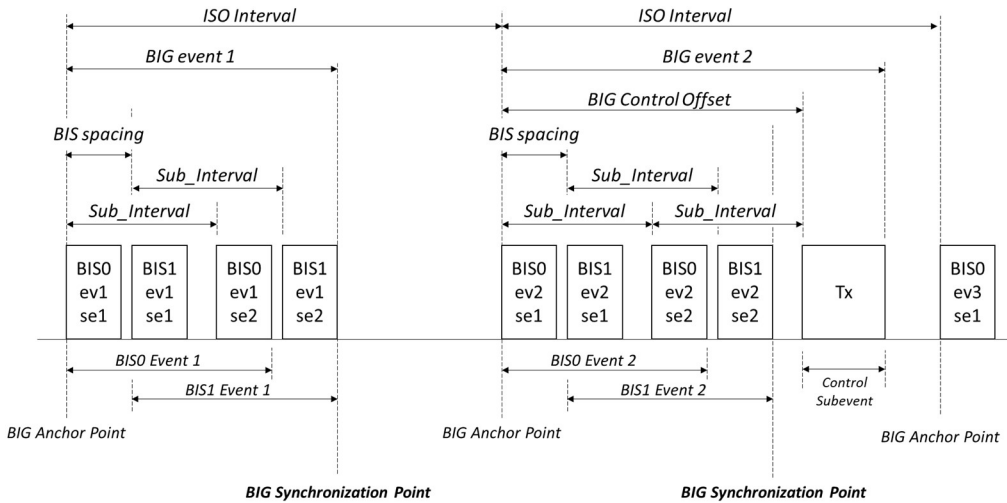 ISO Interval
ISO Interval
BIG event 1
BIG event 2
BIG Control Offset
BIS spacing
BIS spacing
Sub_Interval
Sub_Interval
Sub_Interval
Sub_Interval
Sub_Interval
BIS0
ev1
se1
BIS1
ev1
se1
BIS0
ev1
se2
BIS1
ev1
se2
BIS0
ev2
se1
BIS1
ev2
se1
BIS0
ev2
se2
BIS1
ev2
se2
Tx
BIS0
ev3
se1
BIS0 Event 1
BIS1 Event 1
BIS0 Event 2
BIS1 Event 2
Control
Subevent
BIG Anchor Point
BIG Anchor Point
BIG Anchor Point
BIG Synchronization Point
BIG Synchronization Point